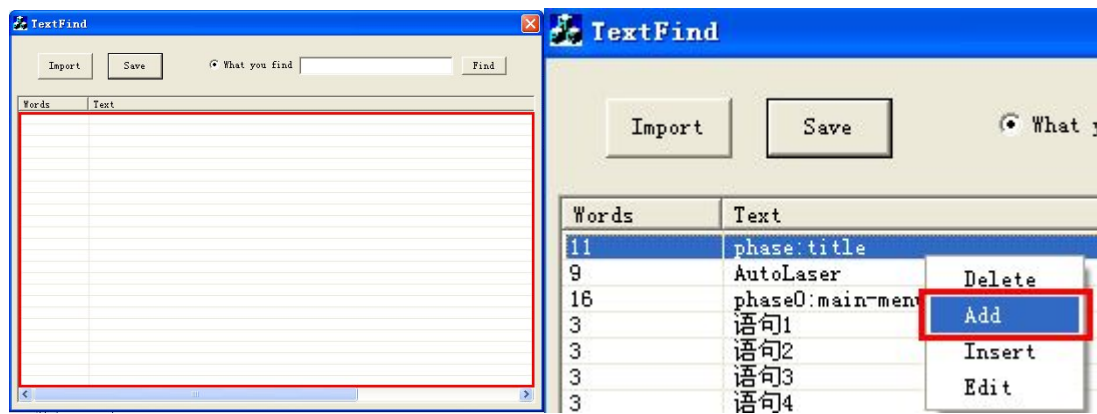 TextFind
Import Save What you find Find
Words Text
TextFind
Import Save What
Words Text
11 phase:title
9 AutoLaser
16 phase0:main-menu
3 语句1
3 语句2
3 语句3
3 语句4
Delete
Add
Insert
Edit